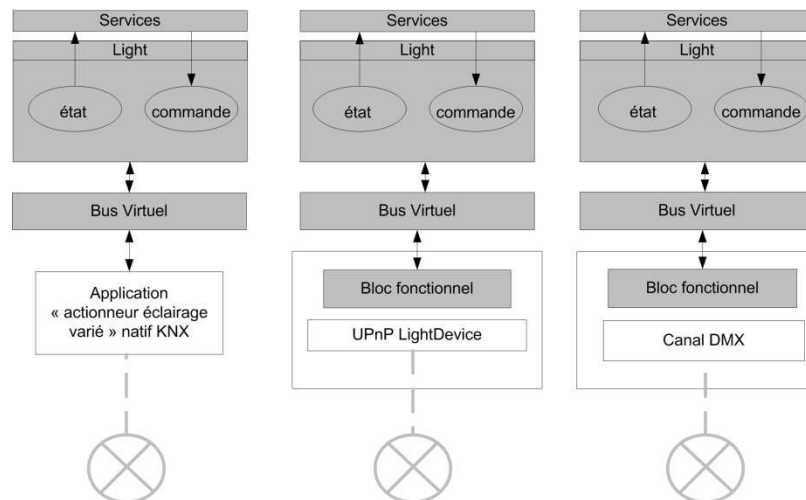 Services
Light
état
commande
Bus Virtuel
Application
« actionneur éclairage
varié » natif KNX
Services
Light
état
commande
Bus Virtuel
Bloc fonctionnel
UPnP LightDevice
Services
Light
état
commande
Bus Virtuel
Bloc fonctionnel
Canal DMX